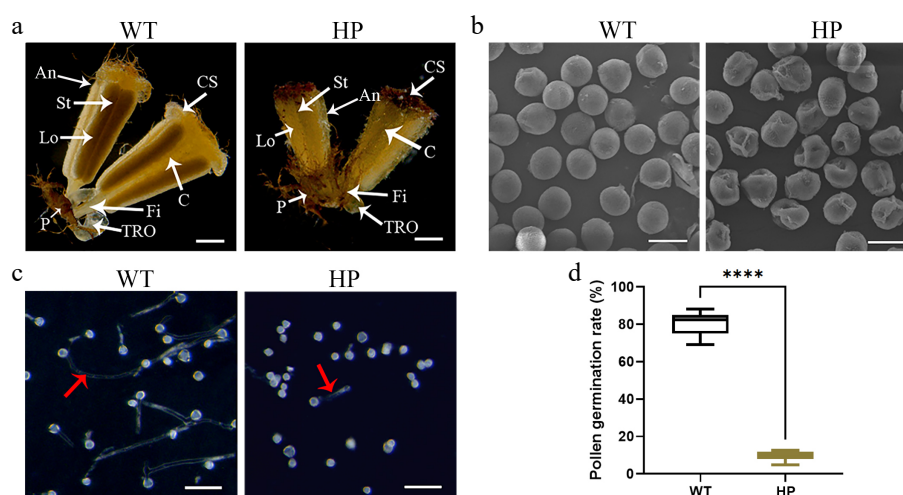 a
WT
HP
An
St
Lo
CS
C
P
Fi
TRO
St
An
CS
Lo
C
P
Fi
TRO
b
WT
HP
c
WT
HP
d
****
Pollen germination rate (%)
100
80
60
40
20
0
WT
HP